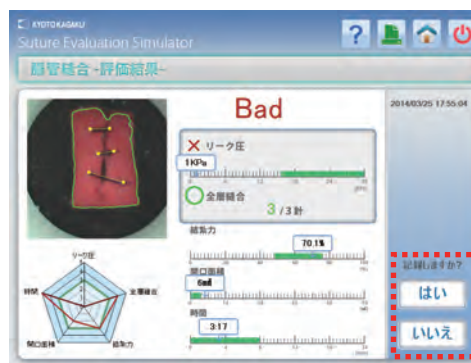 KYOTO KAGAKU
Suture Evaluation Simulator
腸管縫合 -評価結果-
Bad
2014/03/25 17:55:04
リーク圧
1KPa
全層縫合
3 / 3 針
結紮力
70.1%
開口面積
6㎟
時間
3:17
リーク圧
時間
全層縫合
開口面積
結紮力
記録しますか?
はい
いいえ